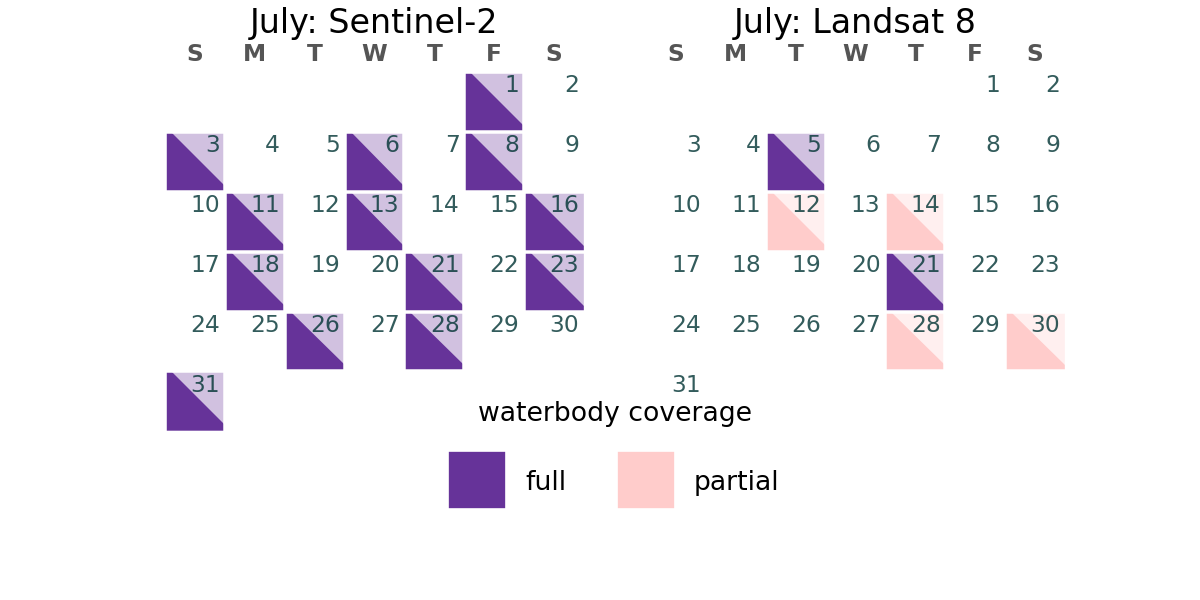 July: Sentinel-2
S M T W T F S
1 2
3 4 5 6 7 8 9
10 11 12 13 14 15 16
17 18 19 20 21 22 23
24 25 26 27 28 29 30
31
July: Landsat 8
S M T W T F S
1 2
3 4 5 6 7 8 9
10 11 12 13 14 15 16
17 18 19 20 21 22 23
24 25 26 27 28 29 30
31
waterbody coverage
full partial